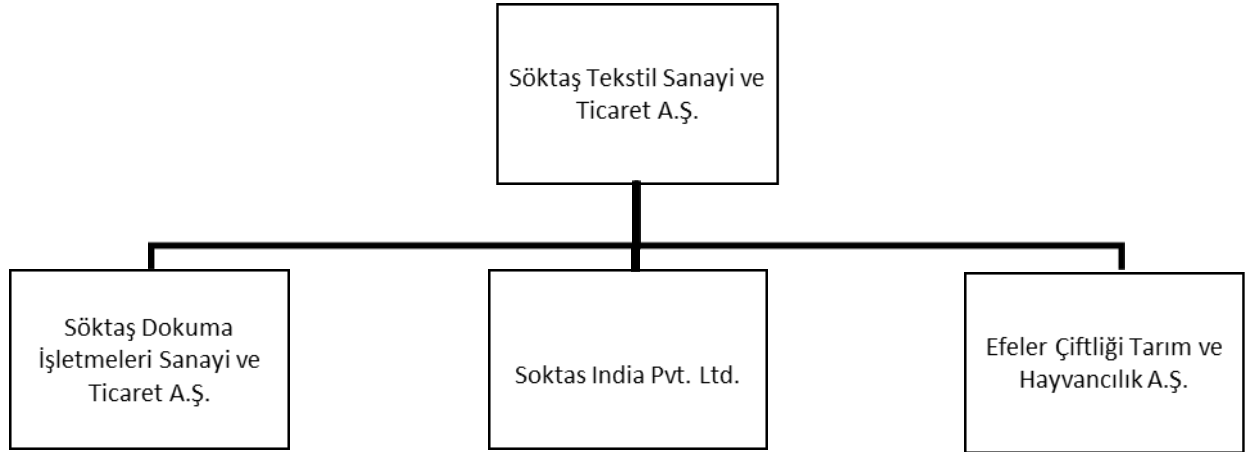 Söktaş Tekstil Sanayi ve
Ticaret A.Ş.
Söktaş Dokuma
İşletmeleri Sanayi ve
Ticaret A.Ş.
Soktas India Pvt. Ltd.
Efeler Çiftliği Tarım ve
Hayvancılık A.Ş.